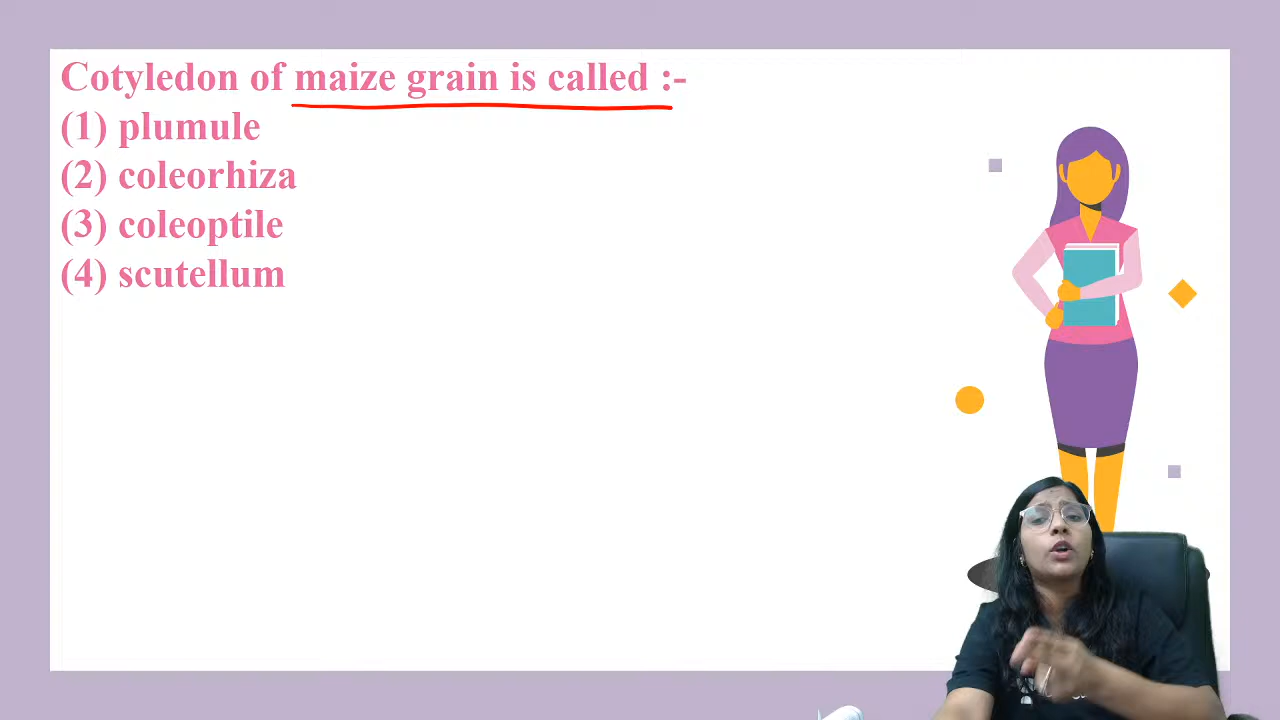 Cotyledon of maize grain is called :-
(1) plumule
(2) coleorhiza
(3) coleoptile
(4) scutellum